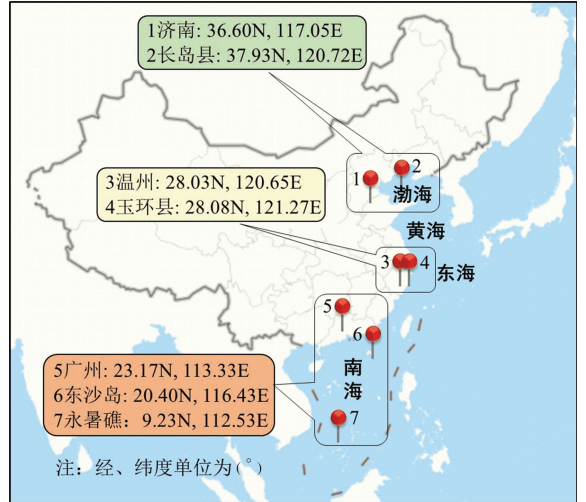 1济南: 36.60N, 117.05E
2长岛县: 37.93N, 120.72E
1
2
渤海
3温州: 28.03N, 120.65E
4玉环县: 28.08N, 121.27E
黄海
3
4
东海
5
6
南
海
5广州: 23.17N, 113.33E
6东沙岛: 20.40N, 116.43E
7永暑礁：9.23N, 112.53E
7
注：经、纬度单位为(°)